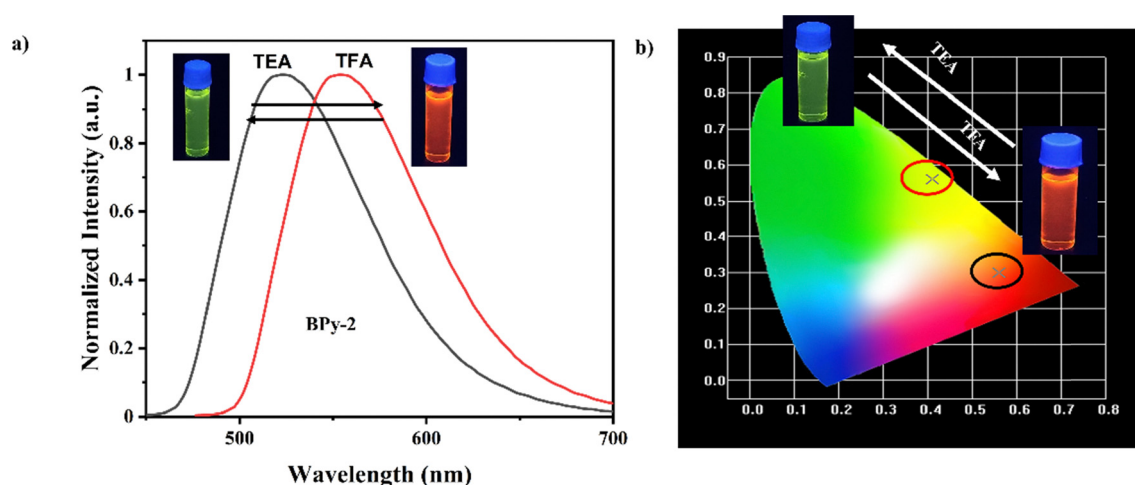 a)
TEA
TFA
Normalized Intensity (a.u.)
1
0.8
0.6
0.4
0.2
0
BPy-2
500
600
700
Wavelength (nm)
b)
TEA
TFA
0.9
0.8
0.7
0.6
0.5
0.4
0.3
0.2
0.1
0.0
0.0 0.1 0.2 0.3 0.4 0.5 0.6 0.7 0.8